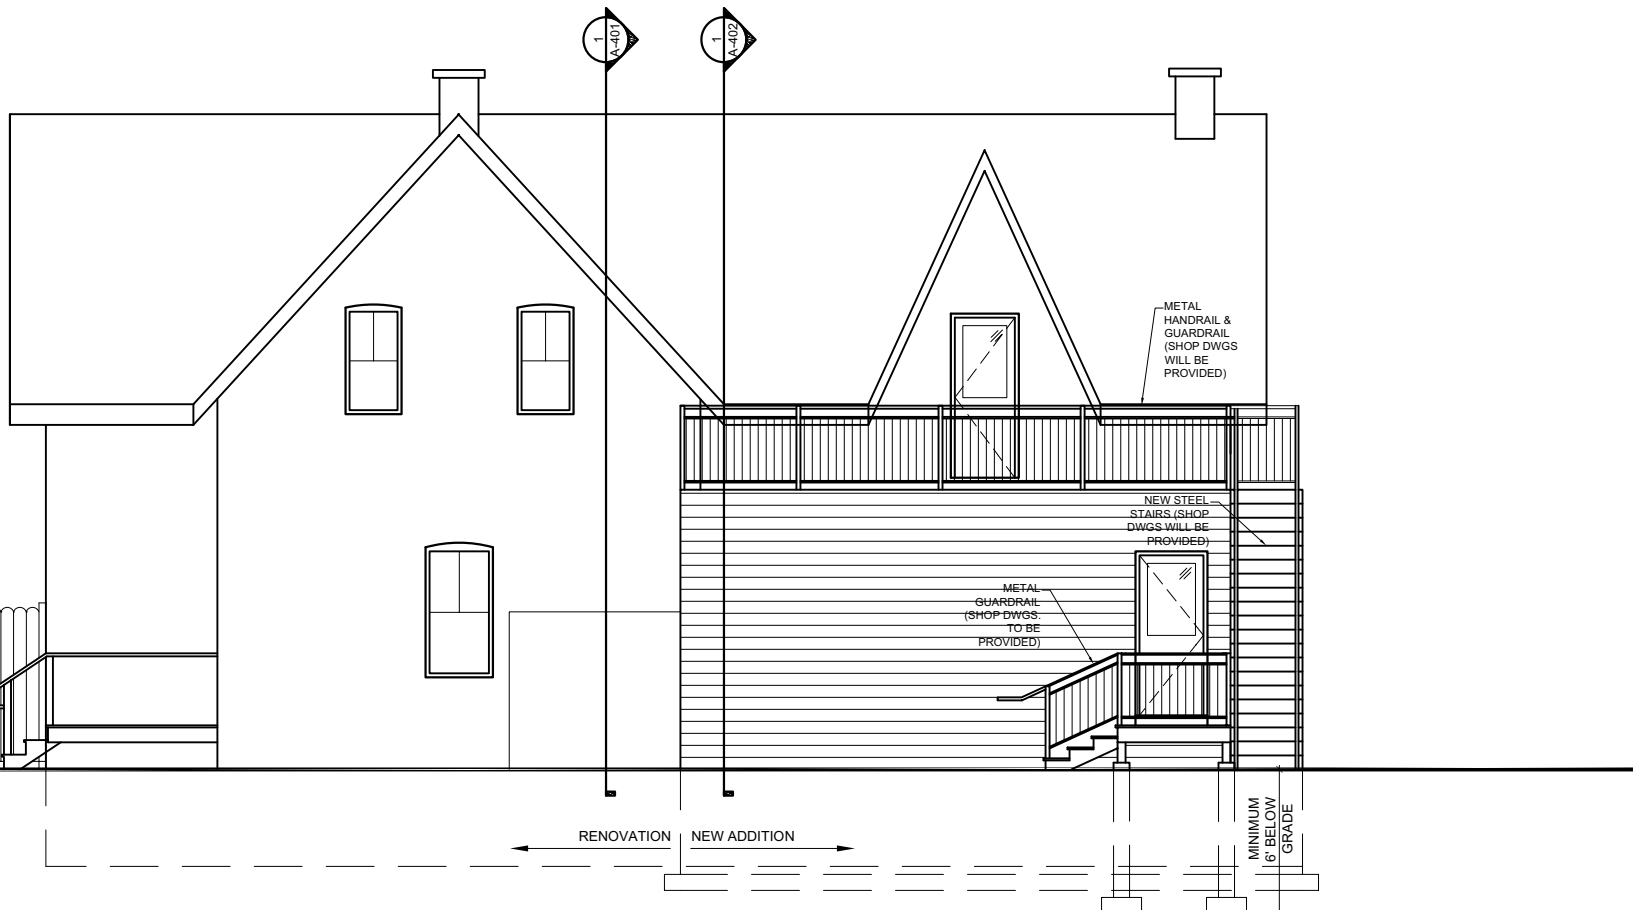 1
A-401
1
A-402
METAL
HANDRAIL &
GUARDRAIL
(SHOP DWGS
WILL BE
PROVIDED)
NEW STEEL
STAIRS (SHOP
DWGS WILL BE
PROVIDED)
METAL
GUARDRAIL
(SHOP DWGS.
TO BE
PROVIDED)
RENOVATION
NEW ADDITION
MINIMUM
6' BELOW
GRADE